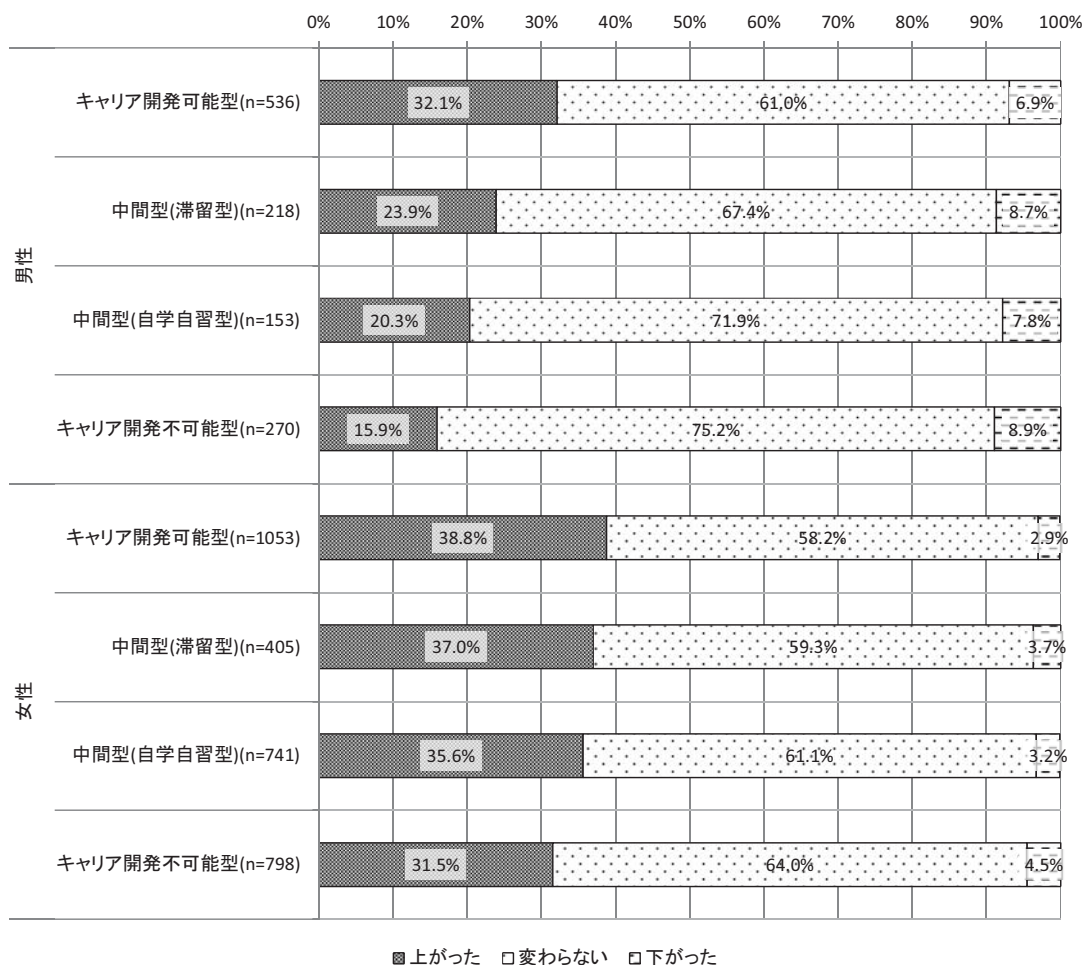 0% 10% 20% 30% 40% 50% 60% 70% 80% 90% 100%
男性
キャリア開発可能型(n=536) 32.1% 61.0% 6.9%
中間型(滞留型)(n=218) 23.9% 67.4% 8.7%
中間型(自学自習型)(n=153) 20.3% 71.9% 7.8%
キャリア開発不可能型(n=270) 15.9% 75.2% 8.9%
女性
キャリア開発可能型(n=1053) 38.8% 58.2% 2.9%
中間型(滞留型)(n=405) 37.0% 59.3% 3.7%
中間型(自学自習型)(n=741) 35.6% 61.1% 3.2%
キャリア開発不可能型(n=798) 31.5% 64.0% 4.5%
上がった 変わらない 下がった